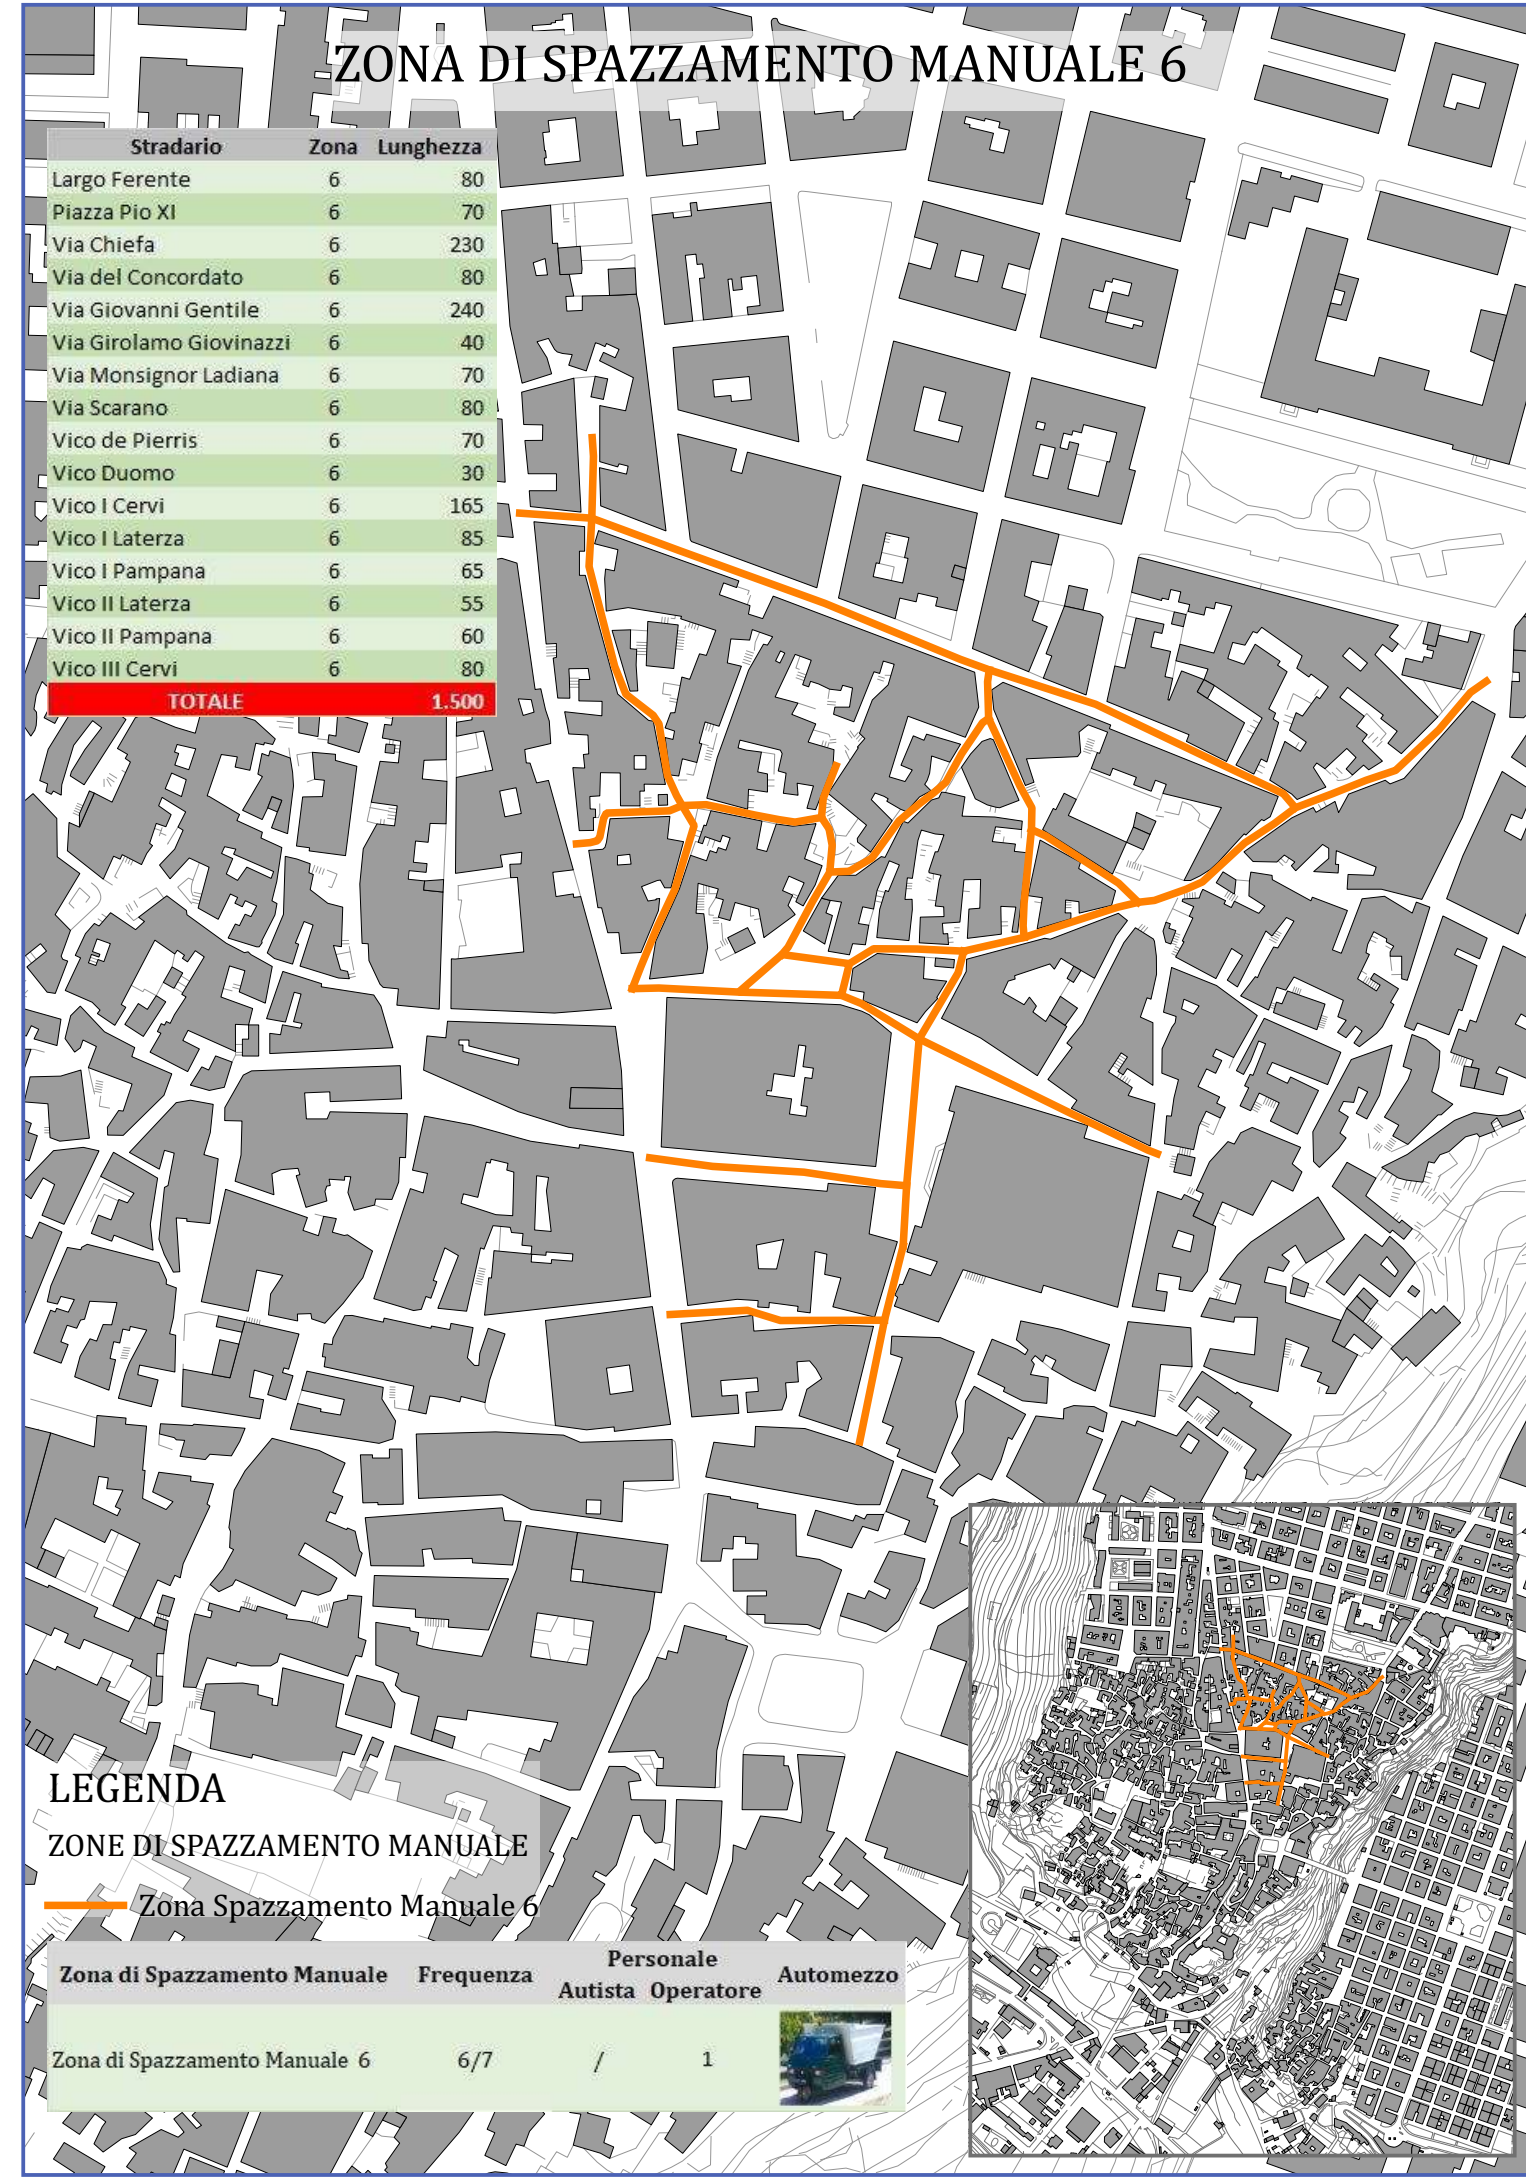 ZONA DI SPAZZAMENTO MANUALE 6
Stradario Zona Lunghezza
Largo Ferente 6 80
Piazza Pio XI 6 70
Via Chiefa 6 230
Via del Concordato 6 80
Via Giovanni Gentile 6 240
Via Girolamo Giovinazzi 6 40
Via Monsignor Ladiana 6 70
Via Scarano 6 80
Vico de Pierris 6 70
Vico Duomo 6 30
Vico I Cervi 6 165
Vico I Laterza 6 85
Vico I Pampana 6 65
Vico II Laterza 6 55
Vico II Pampana 6 60
Vico III Cervi 6 80
TOTALE 1.500
LEGENDA
ZONE DI SPAZZAMENTO MANUALE
Zona Spazzamento Manuale 6
Zona di Spazzamento Manuale Frequenza Personale Automezzo
Autista Operatore
Zona di Spazzamento Manuale 6 6/7 / 1